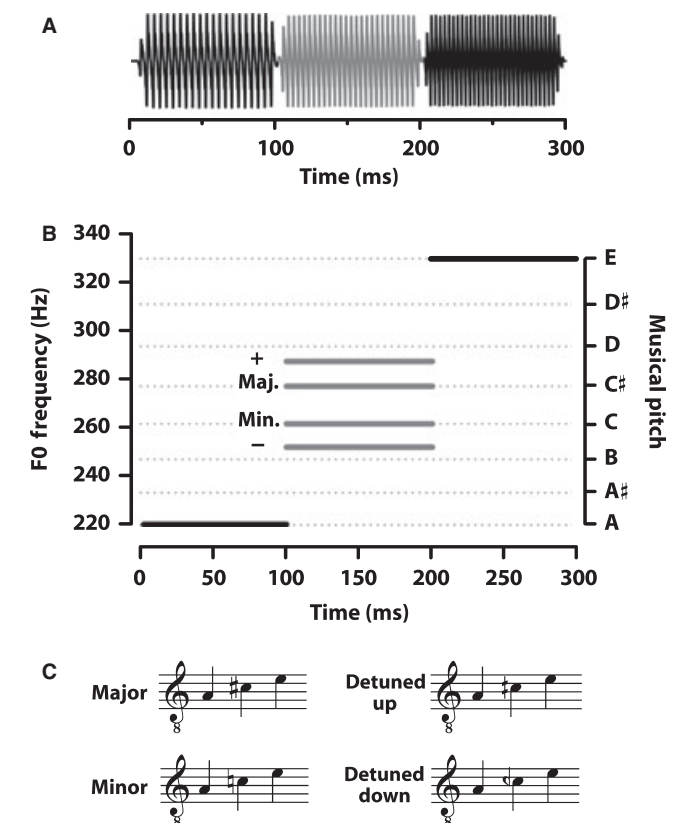 A
0 100 200 300
Time (ms)
B
340
320
300
280
260
240
220
F0 frequency (Hz)
+
Maj.
Min.
–
E
D♯
D
C♯
C
B
A♯
A
Musical pitch
0 50 100 150 200 250 300
Time (ms)
C
Major
8
Detuned
up
8
Minor
8
Detuned
down
8